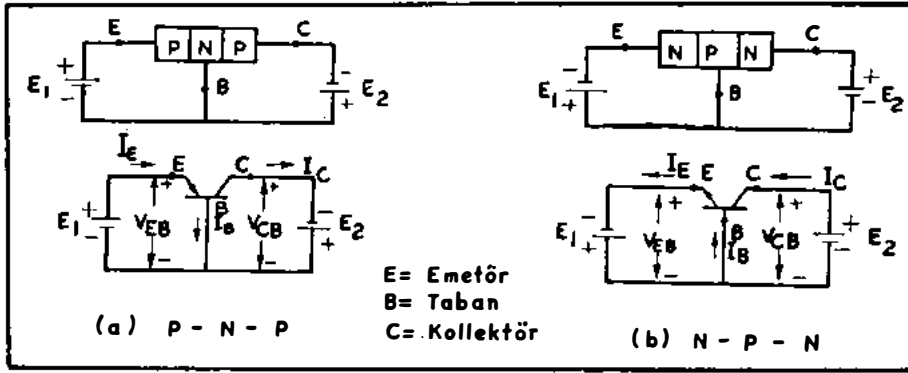 E C
P N P
+ -
E1 B E2
- +
IE E C IC
+ + +
E1 VEB B IB VCB E2
- - - - +
(a) P - N - P
E= Emetör
B= Taban
C= Kollektör
E C
N P N
- +
E1 B E2
+ -
IE E C IC
- + + +
E1 VEB B IB VCB E2
+ - - -
(b) N - P - N